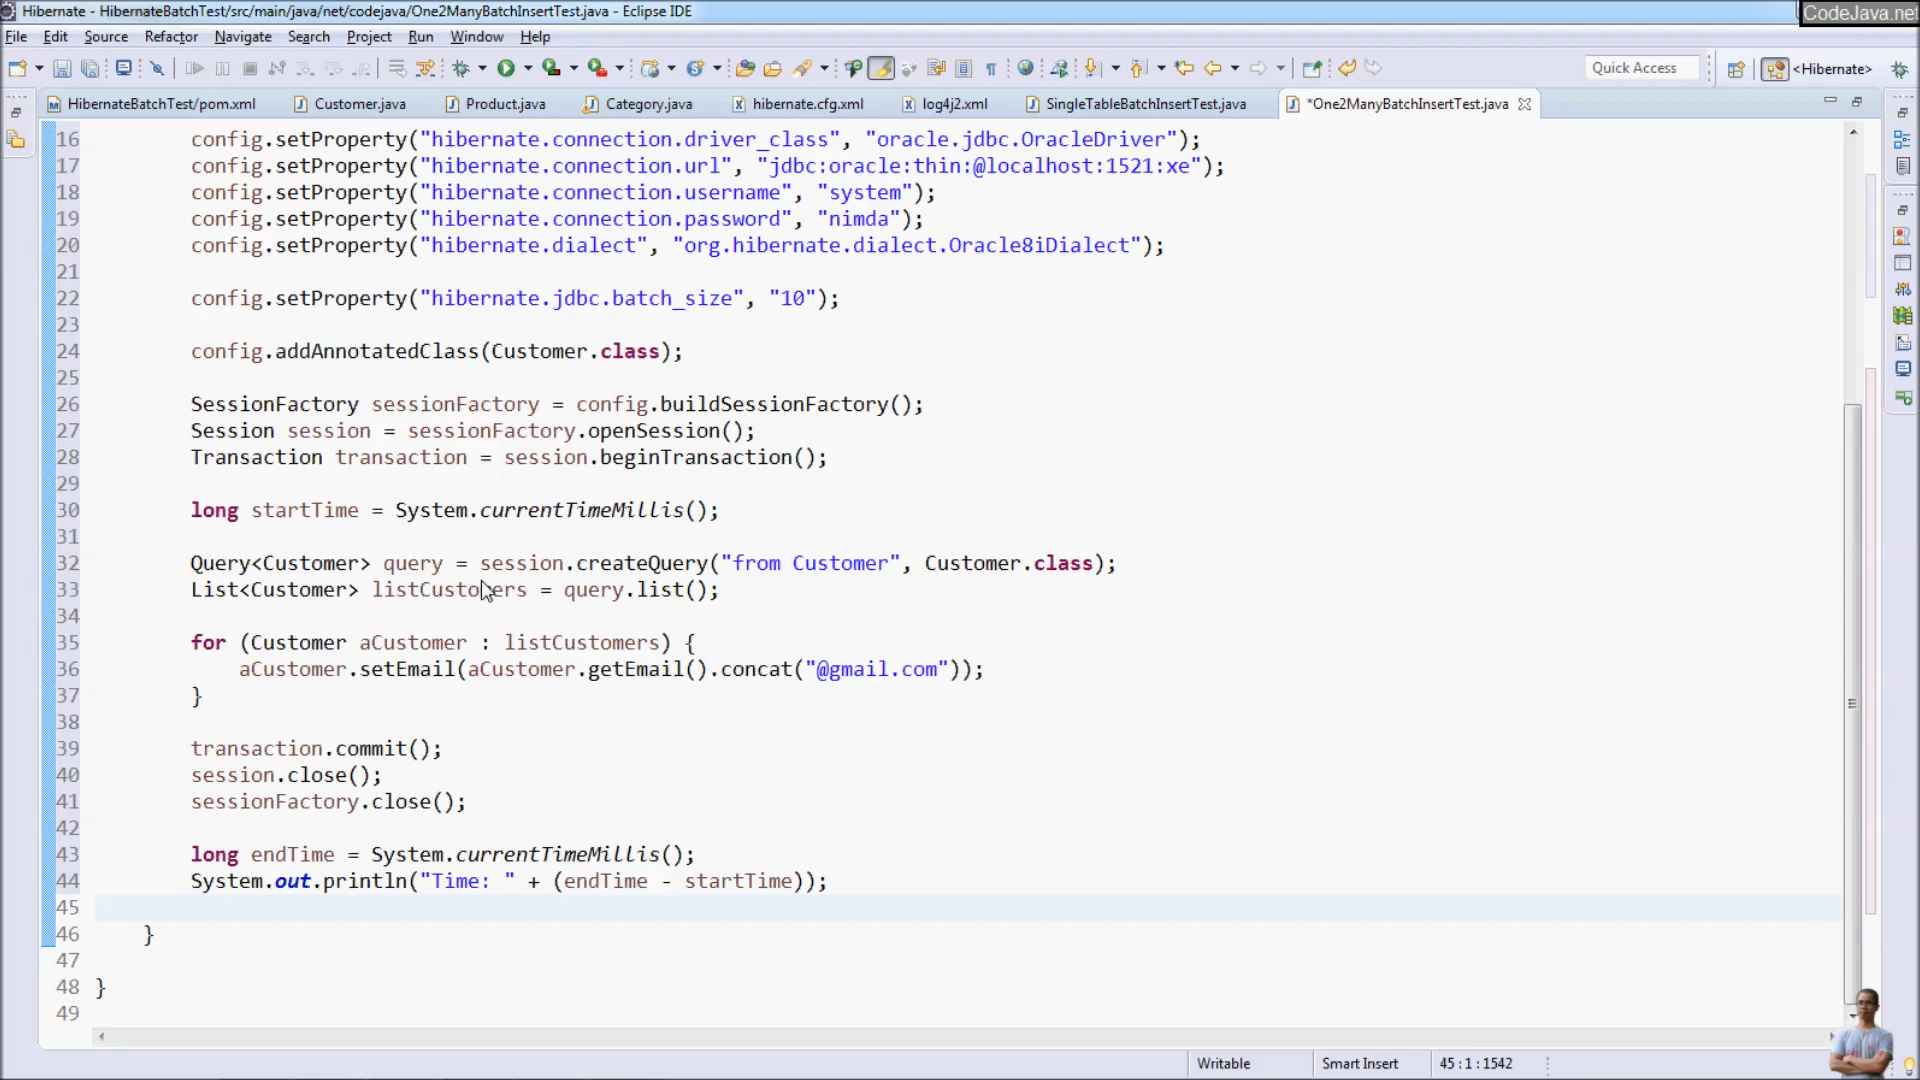 Hibernate - HibernateBatchTest/src/main/java/net/codejava/One2ManyBatchInsertTest.java - Eclipse IDE
CodeJava.net
File Edit Source Refactor Navigate Search Project Run Window Help
Quick Access
<Hibernate>
HibernateBatchTest/pom.xml Customer.java Product.java Category.java hibernate.cfg.xml log4j2.xml SingleTableBatchInsertTest.java *One2ManyBatchInsertTest.java
16 config.setProperty("hibernate.connection.driver_class", "oracle.jdbc.OracleDriver");
17 config.setProperty("hibernate.connection.url", "jdbc:oracle:thin:@localhost:1521:xe");
18 config.setProperty("hibernate.connection.username", "system");
19 config.setProperty("hibernate.connection.password", "nimda");
20 config.setProperty("hibernate.dialect", "org.hibernate.dialect.Oracle8iDialect");
21
22 config.setProperty("hibernate.jdbc.batch_size", "10");
23
24 config.addAnnotatedClass(Customer.class);
25
26 SessionFactory sessionFactory = config.buildSessionFactory();
27 Session session = sessionFactory.openSession();
28 Transaction transaction = session.beginTransaction();
29
30 long startTime = System.currentTimeMillis();
31
32 Query<Customer> query = session.createQuery("from Customer", Customer.class);
33 List<Customer> listCustomers = query.list();
34
35 for (Customer aCustomer : listCustomers) {
36 aCustomer.setEmail(aCustomer.getEmail().concat("@gmail.com"));
37 }
38
39 transaction.commit();
40 session.close();
41 sessionFactory.close();
42
43 long endTime = System.currentTimeMillis();
44 System.out.println("Time: " + (endTime - startTime));
45
46 }
47
48 }
49
Writable Smart Insert 45 : 1 : 1542